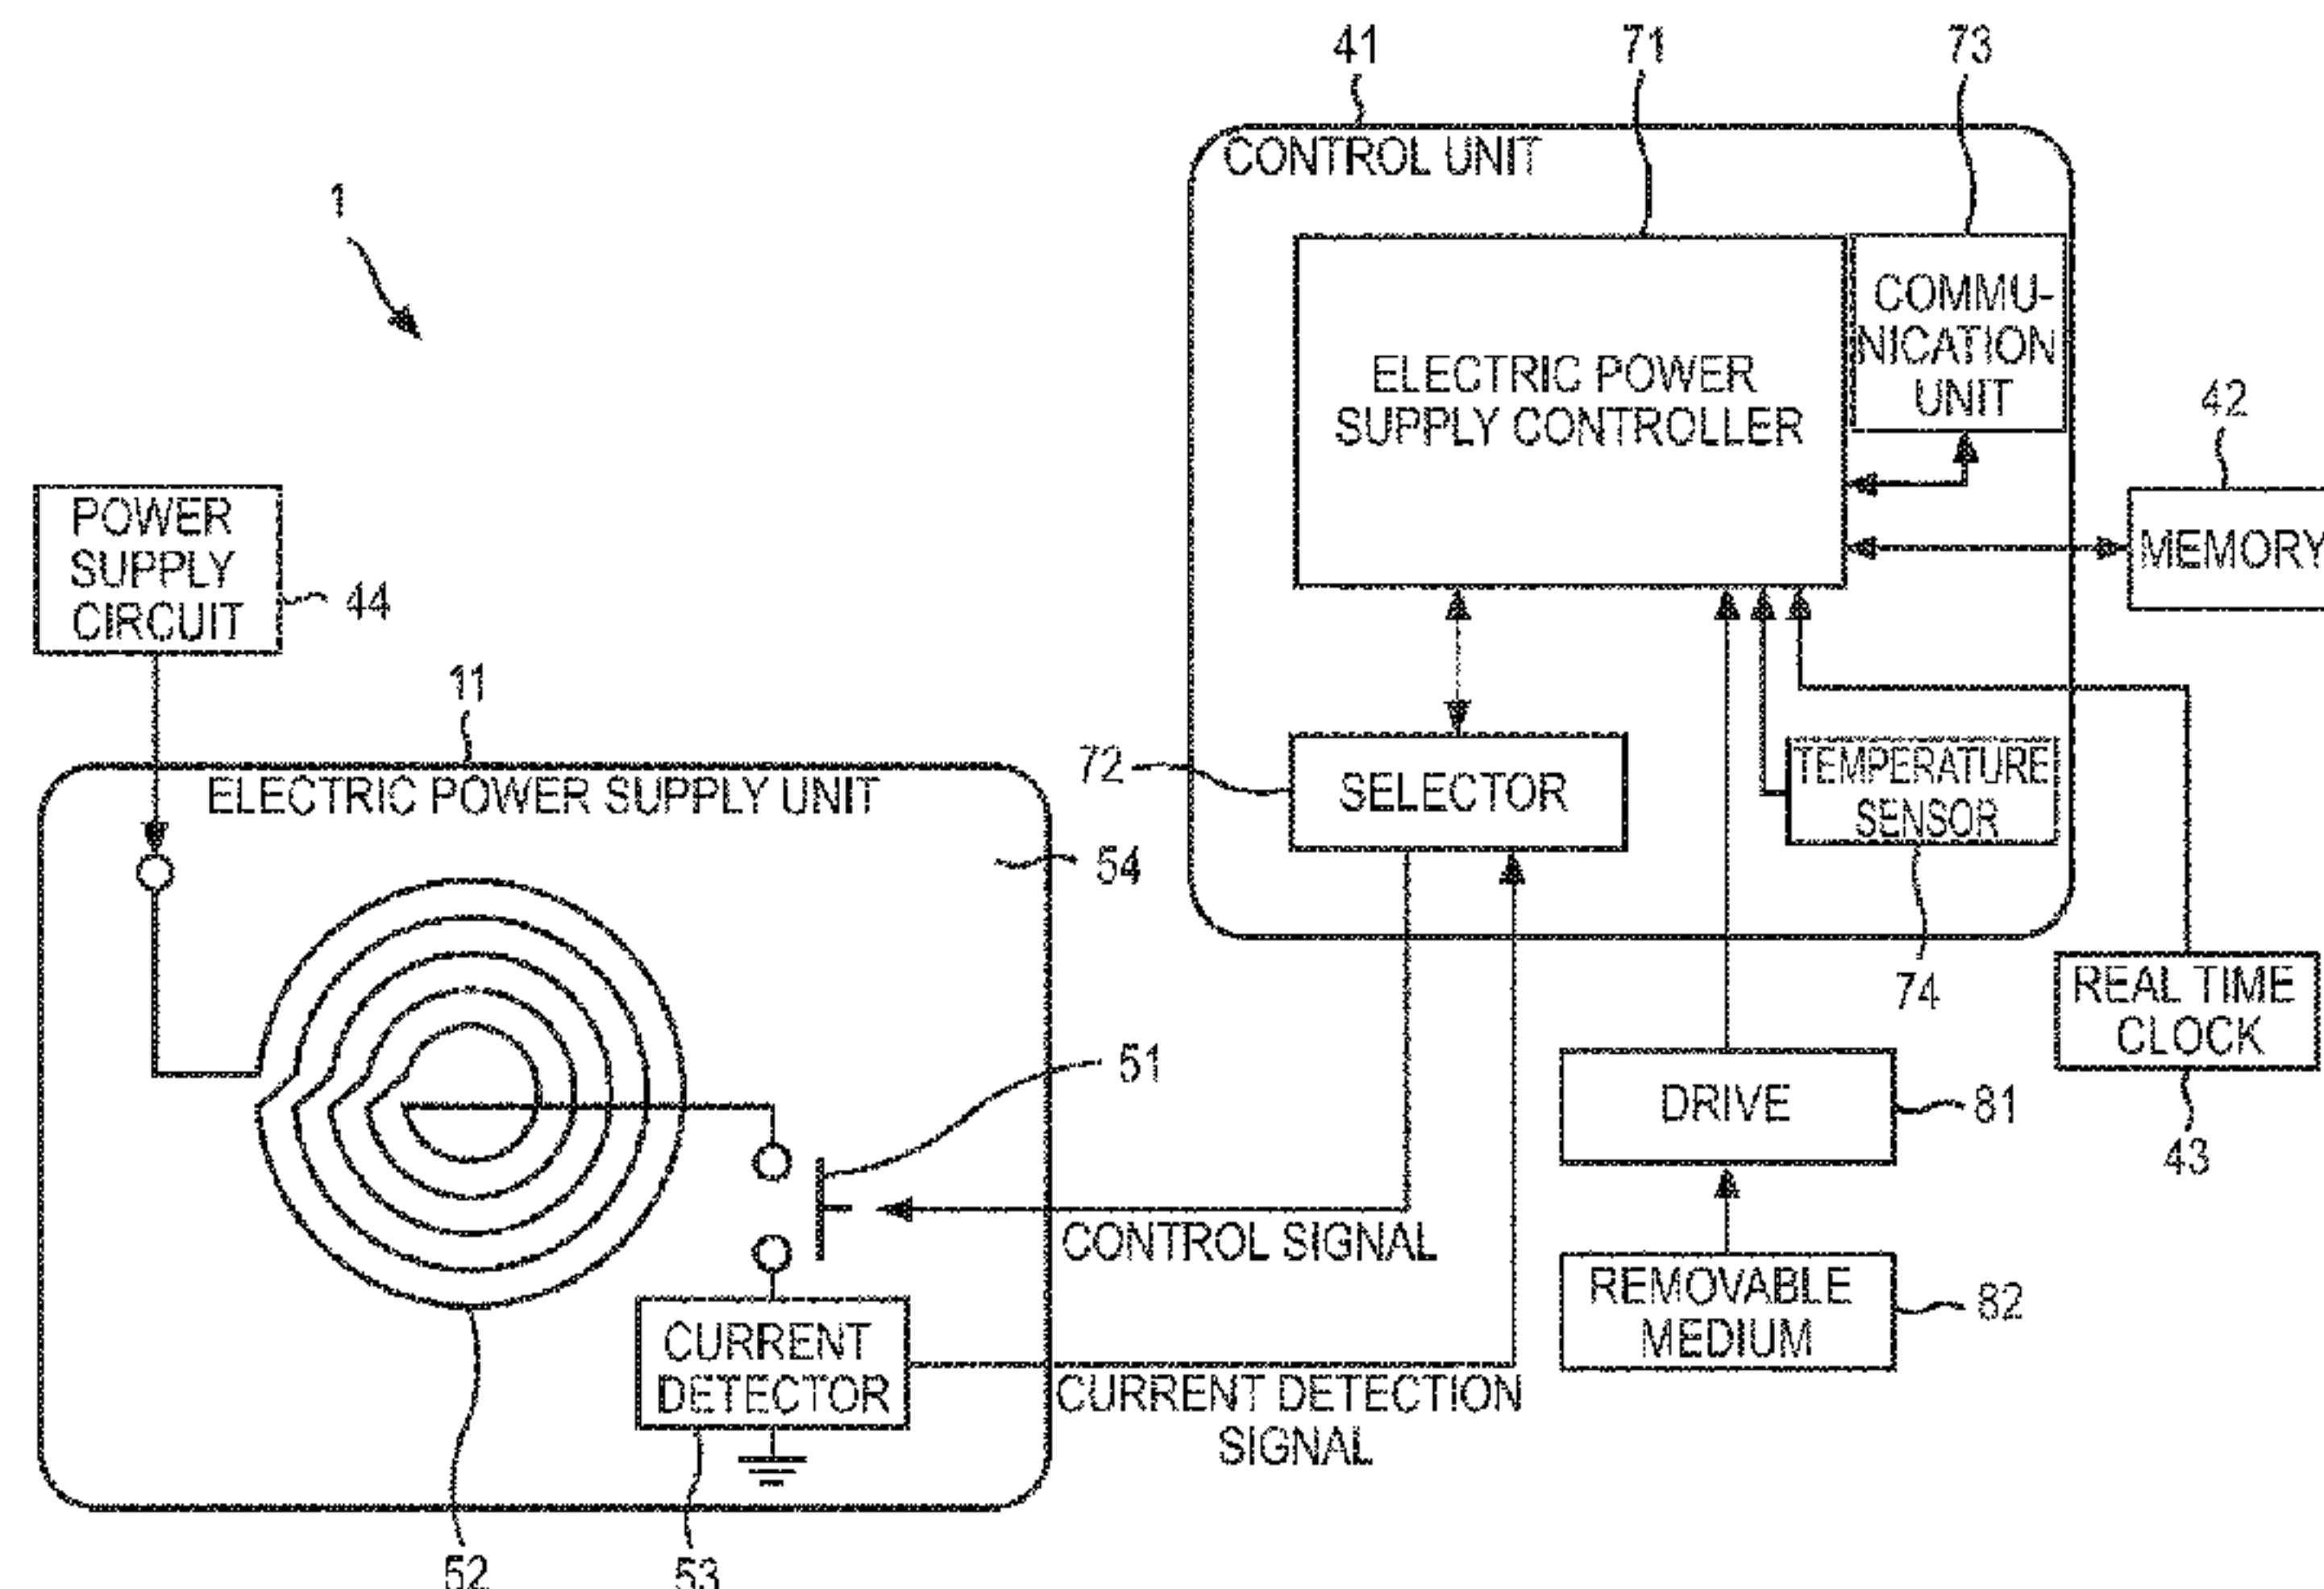 41
71
73
CONTROL UNIT
1
COMMU-
NICATION
UNIT
ELECTRIC POWER
SUPPLY CONTROLLER
42
MEMORY
POWER
SUPPLY
CIRCUIT
44
11
ELECTRIC POWER SUPPLY UNIT
54
72
SELECTOR
TEMPERATURE
SENSOR
74
REAL TIME
CLOCK
43
51
DRIVE
81
CONTROL SIGNAL
REMOVABLE
MEDIUM
82
CURRENT
DETECTOR
CURRENT DETECTION
SIGNAL
52
53